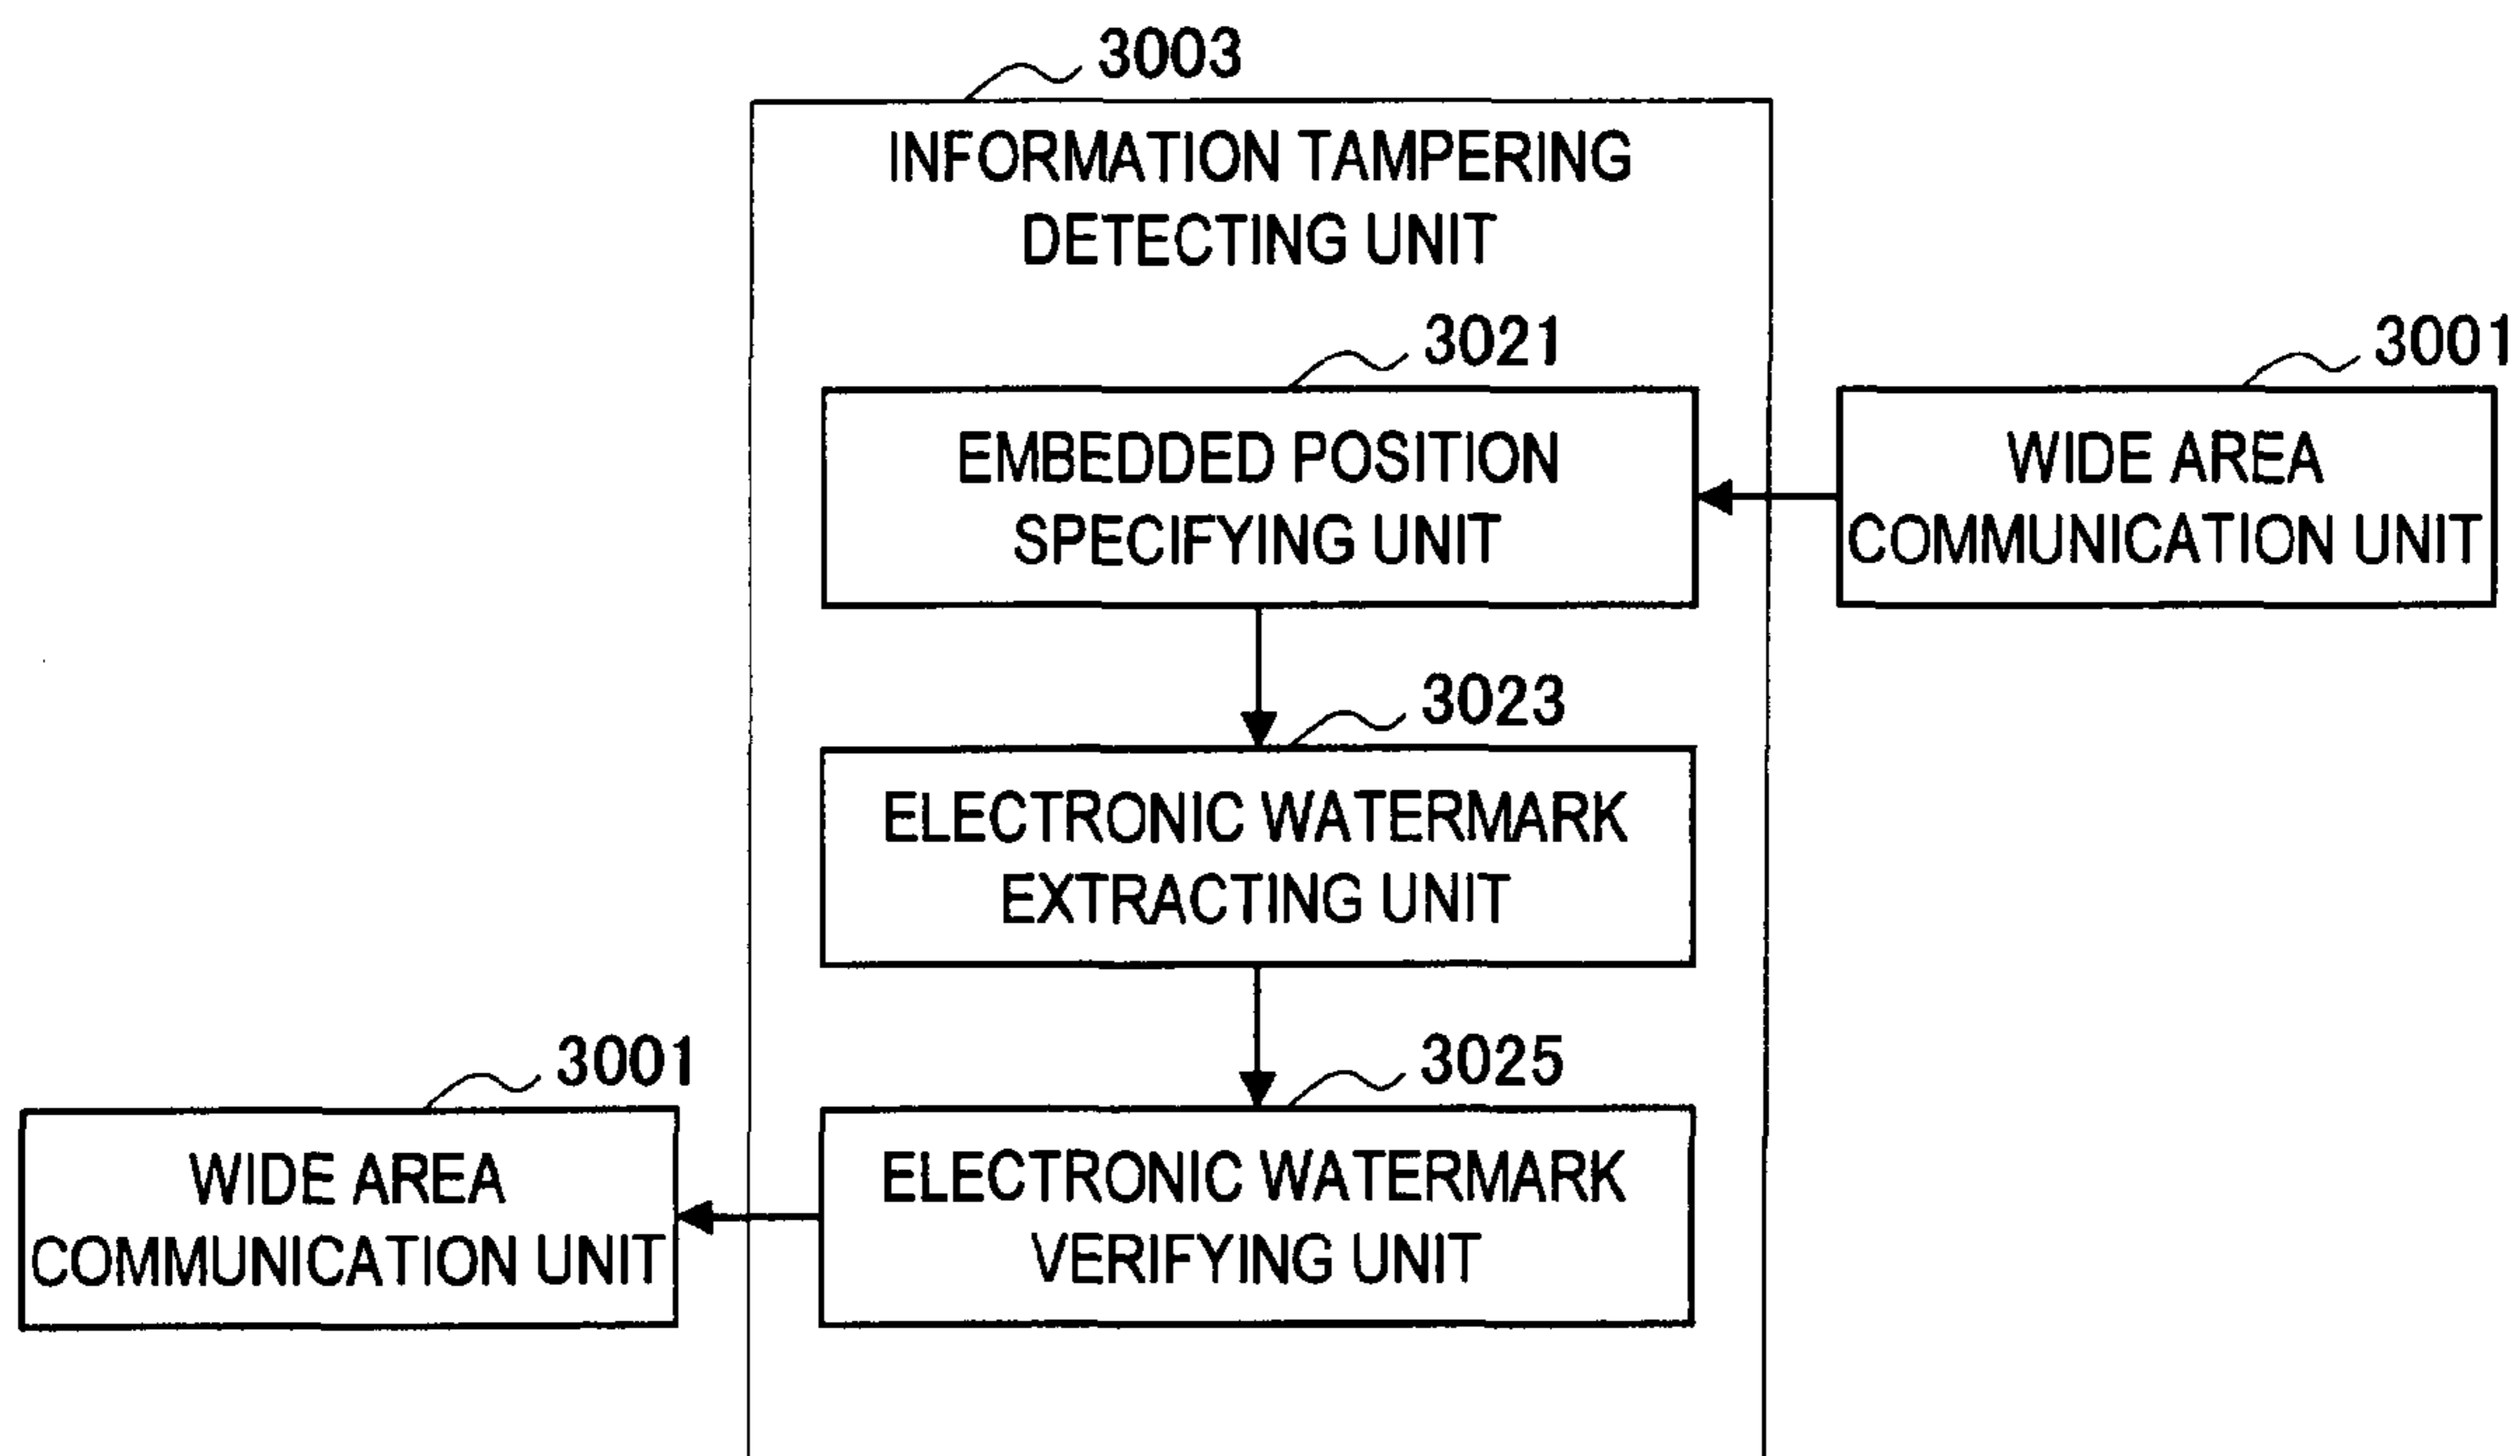 3003
INFORMATION TAMPERING
DETECTING UNIT
3021
EMBEDDED POSITION
SPECIFYING UNIT
3001
WIDE AREA
COMMUNICATION UNIT
3023
ELECTRONIC WATERMARK
EXTRACTING UNIT
3025
ELECTRONIC WATERMARK
VERIFYING UNIT
3001
WIDE AREA
COMMUNICATION UNIT